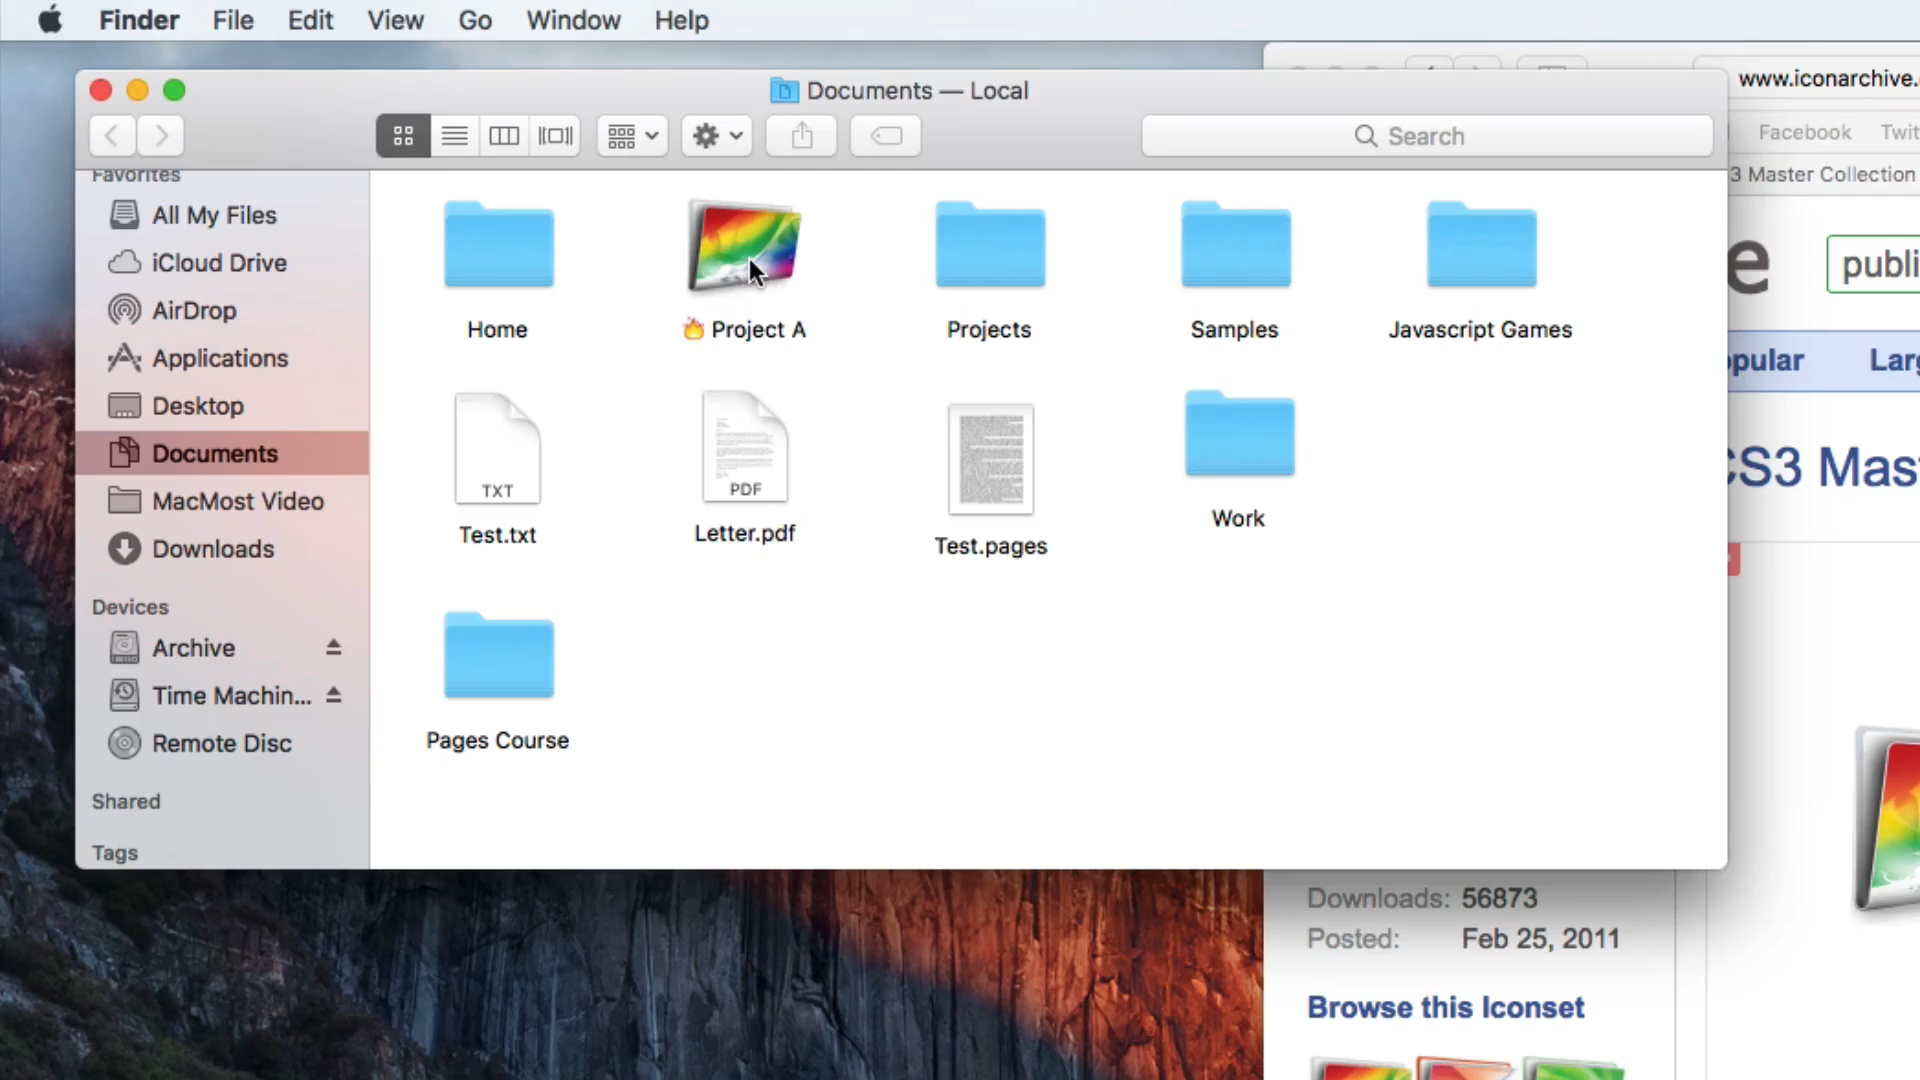 Finder File Edit View Go Window Help
Documents — Local
Search
Favorites
All My Files
iCloud Drive
AirDrop
Applications
Desktop
Documents
MacMost Video
Downloads
Devices
Archive
Time Machin...
Remote Disc
Shared
Tags
Home
🔥 Project A
Projects
Samples
Javascript Games
TXT
Test.txt
PDF
Letter.pdf
Test.pages
Work
Pages Course
www.iconarchive.
Facebook Twit
3 Master Collection
e
publi
opular Larg
CS3 Mas
Downloads: 56873
Posted: Feb 25, 2011
Browse this Iconset